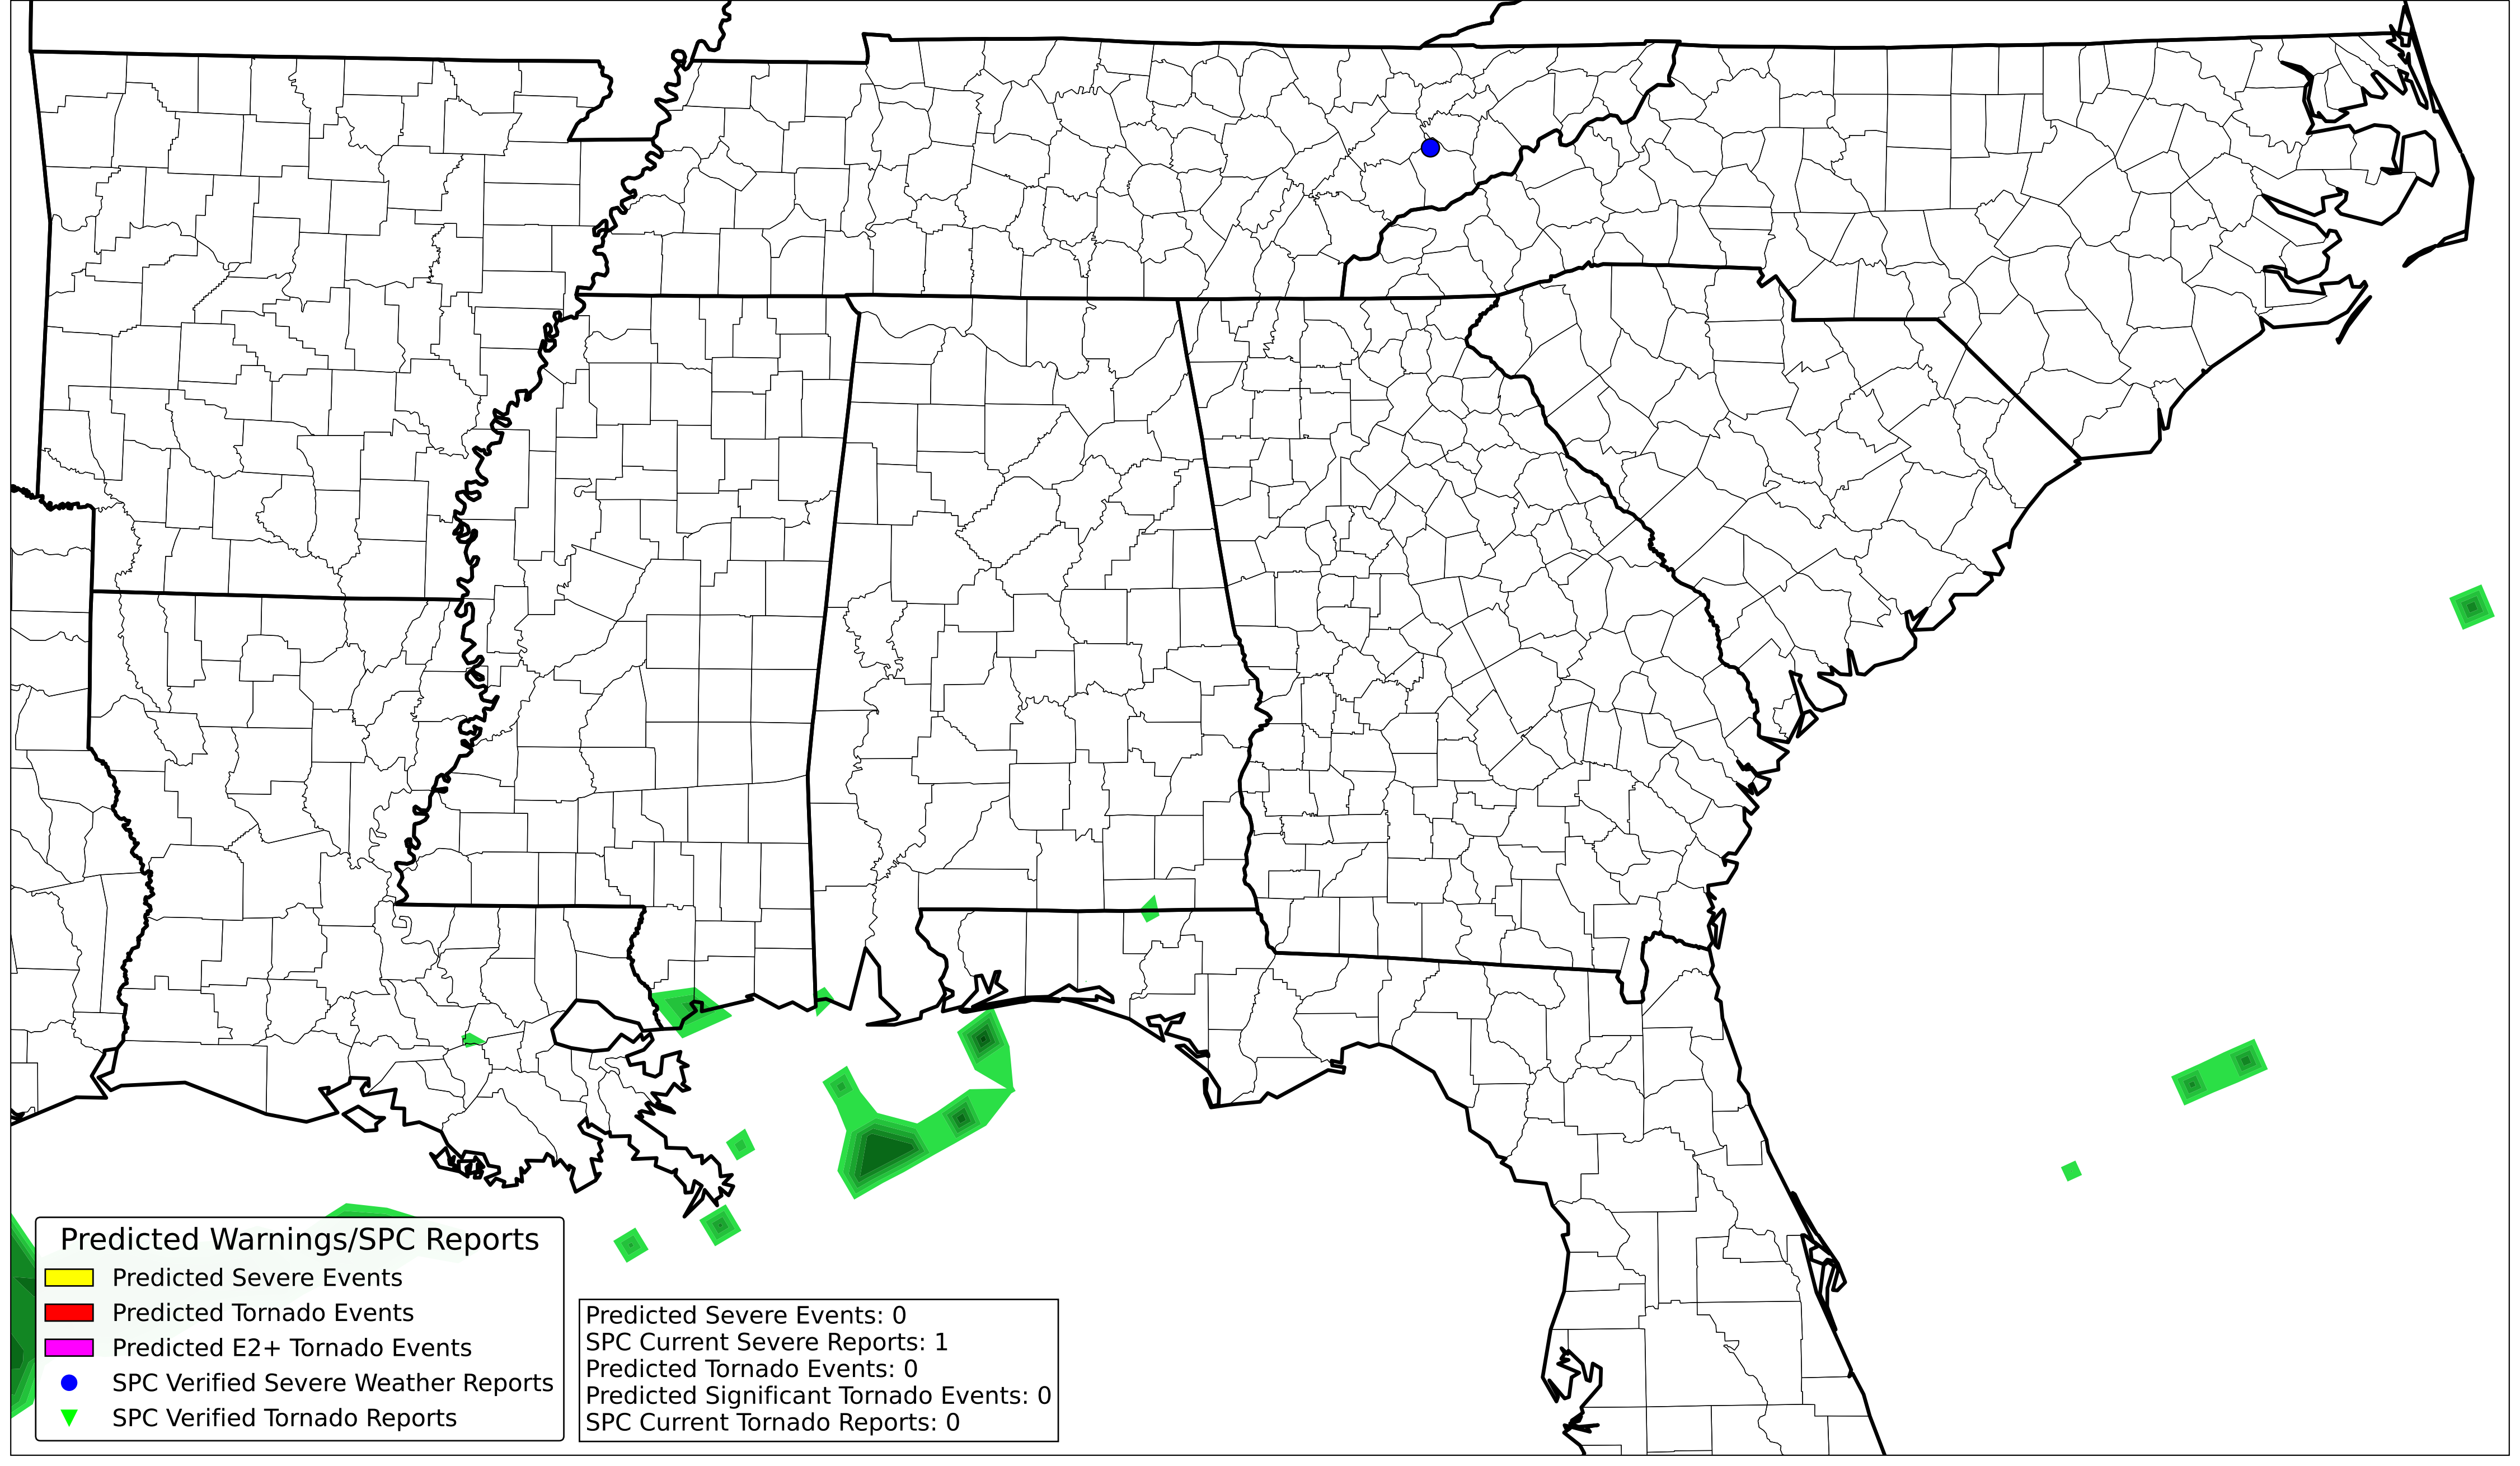 Predicted Warnings/SPC Reports
Predicted Severe Events
Predicted Tornado Events
Predicted E2+ Tornado Events
SPC Verified Severe Weather Reports
SPC Verified Tornado Reports
Predicted Severe Events: 0
SPC Current Severe Reports: 1
Predicted Tornado Events: 0
Predicted Significant Tornado Events: 0
SPC Current Tornado Reports: 0